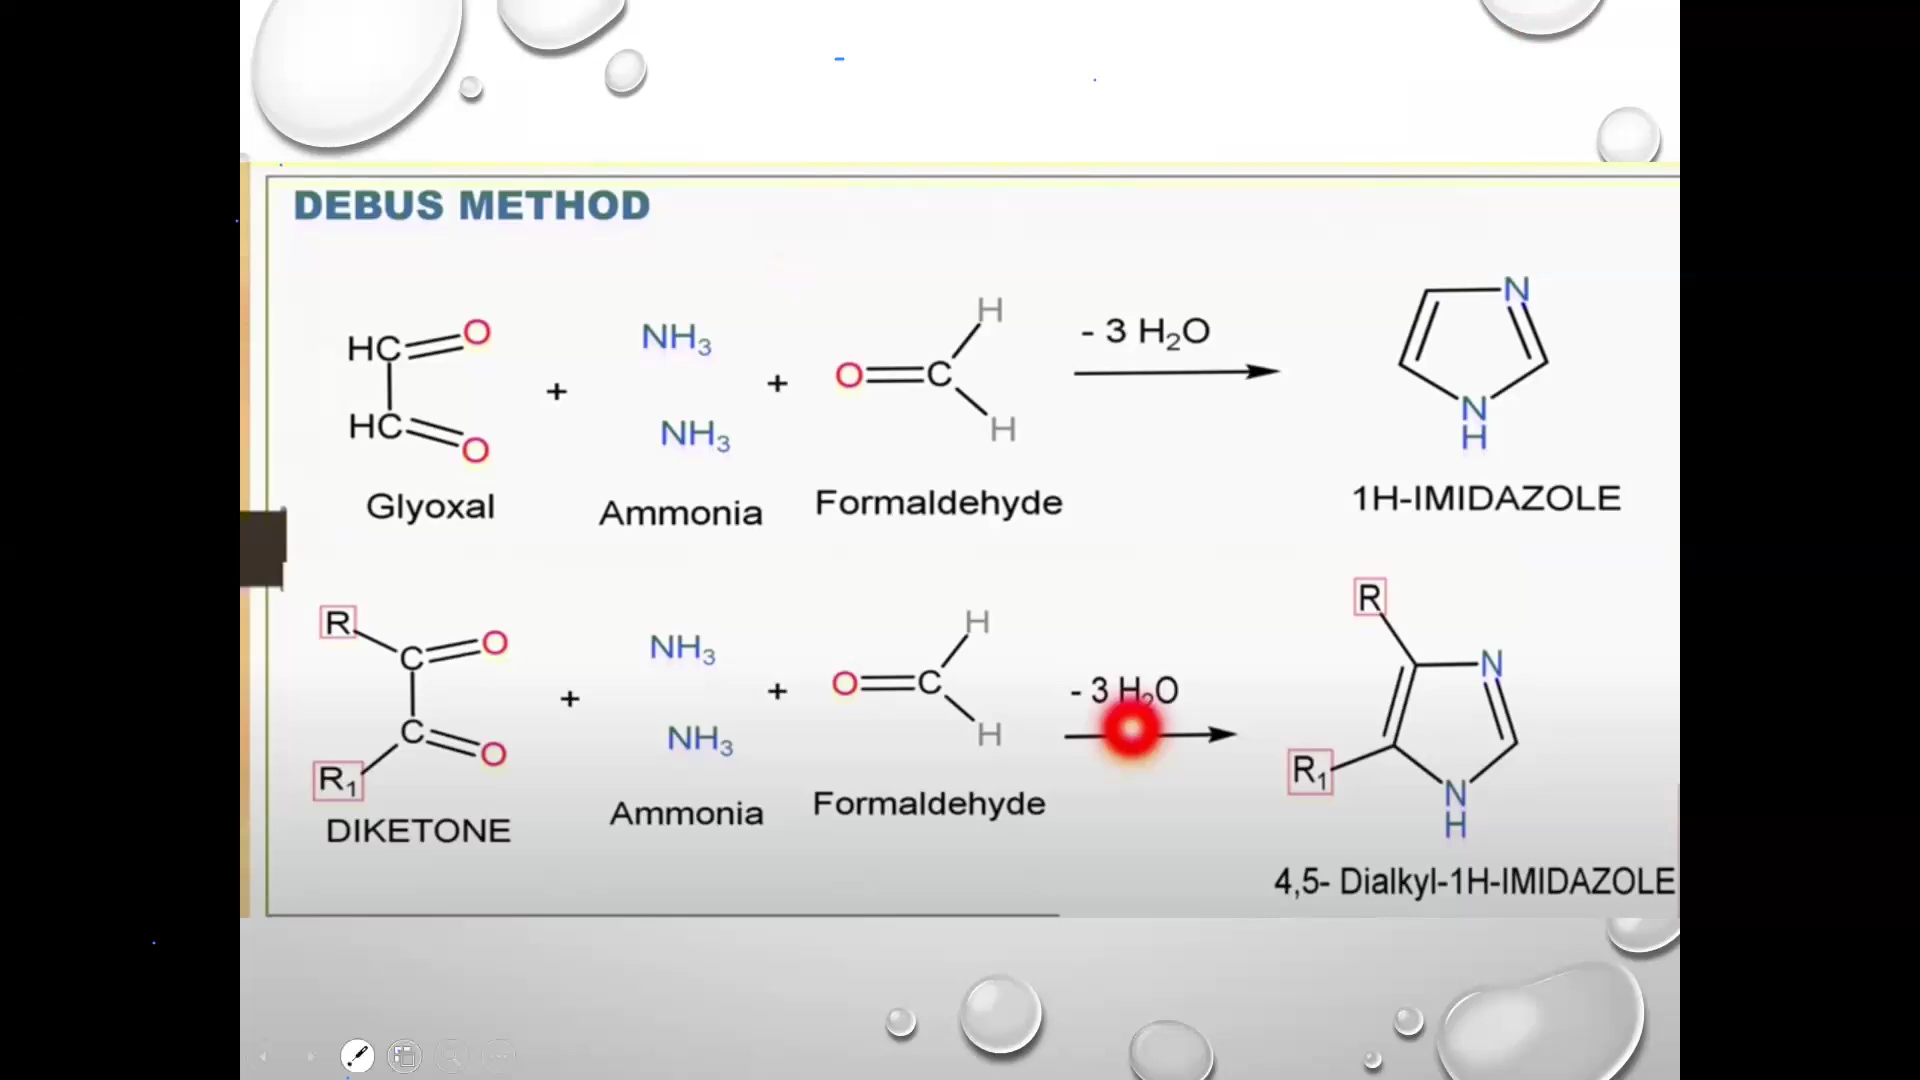 DEBUS METHOD
HC
O
HC
O
Glyoxal
+
NH3
NH3
Ammonia
+
O
C
H
H
Formaldehyde
- 3 H2O
N
N
H
1H-IMIDAZOLE
R
C
O
C
O
R1
DIKETONE
+
NH3
NH3
Ammonia
+
O
C
H
H
Formaldehyde
- 3 H2O
R
N
R1
N
H
4,5- Dialkyl-1H-IMIDAZOLE